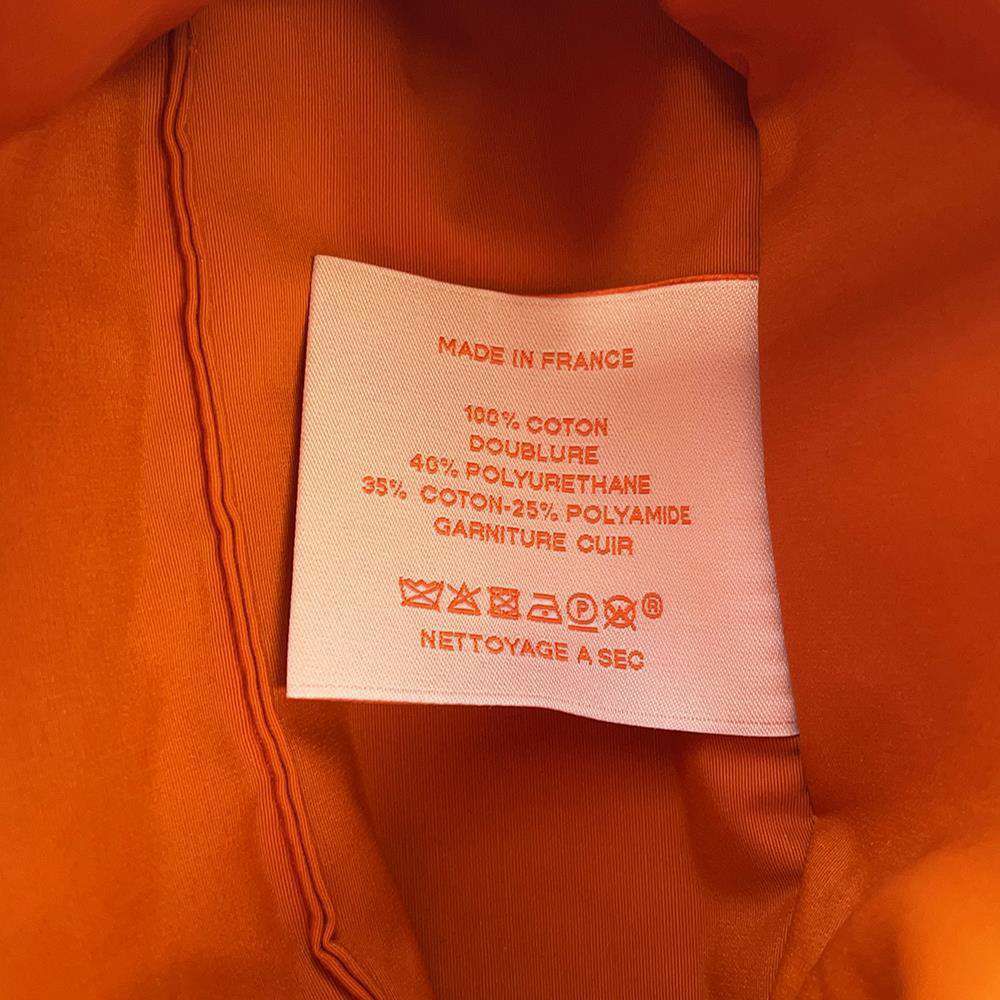 MADE IN FRANCE
100% COTON
DOUBLURE
40% POLYURETHANE
35% COTON-25% POLYAMIDE
GARNITURE CUIR
P ®
NETTOYAGE A SEC